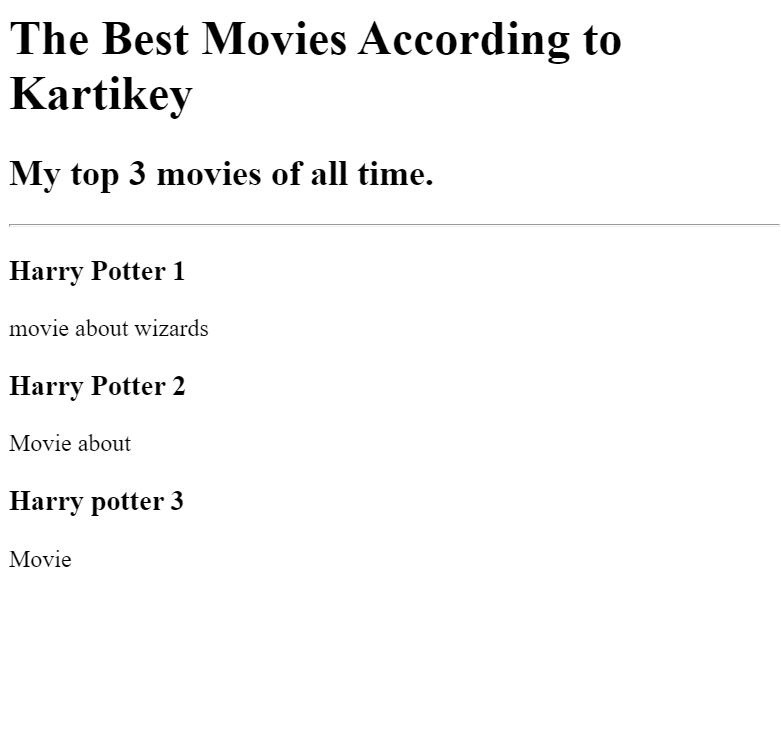 The Best Movies According to
Kartikey
My top 3 movies of all time.
Harry Potter 1
movie about wizards
Harry Potter 2
Movie about
Harry potter 3
Movie